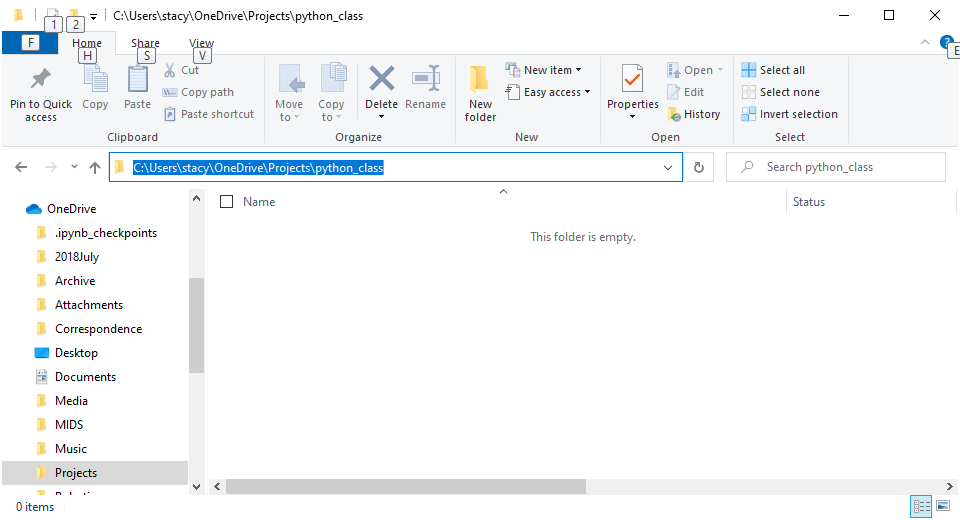 C:\Users\stacy\OneDrive\Projects\python_class
1 2
F Home Share View
H S V E
Pin to Quick access
Copy
Paste
Cut
Copy path
Paste shortcut
Clipboard
Move to
Copy to
Delete
Rename
Organize
New folder
New item
Easy access
New
Properties
Open
Edit
History
Open
Select all
Select none
Invert selection
Select
C:\Users\stacy\OneDrive\Projects\python_class
Search python_class
OneDrive
.ipynb_checkpoints
2018July
Archive
Attachments
Correspondence
Desktop
Documents
Media
MIDS
Music
Projects
Name
Status
This folder is empty.
0 items